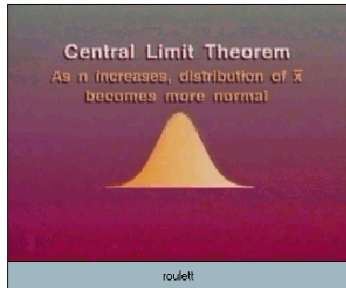 Central Limit Theorem
As n increases, distribution of x̅
becomes more normal
roulett